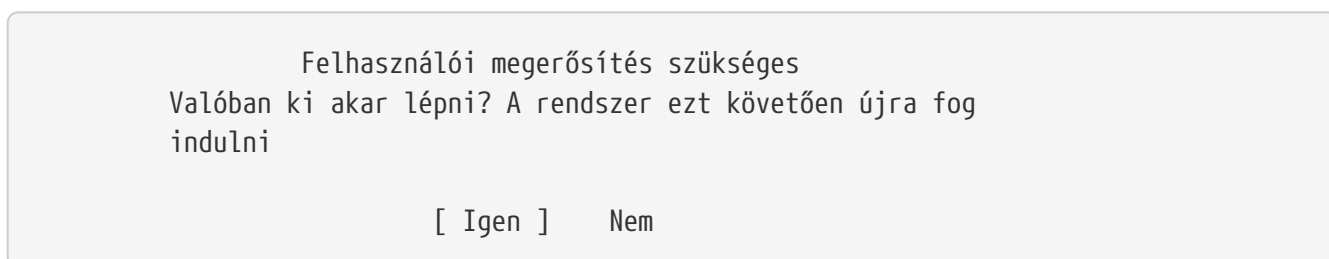 Felhasználói megerősítés szükséges
Valóban ki akar lépni? A rendszer ezt követően újra fog
indulni
[ Igen ] Nem